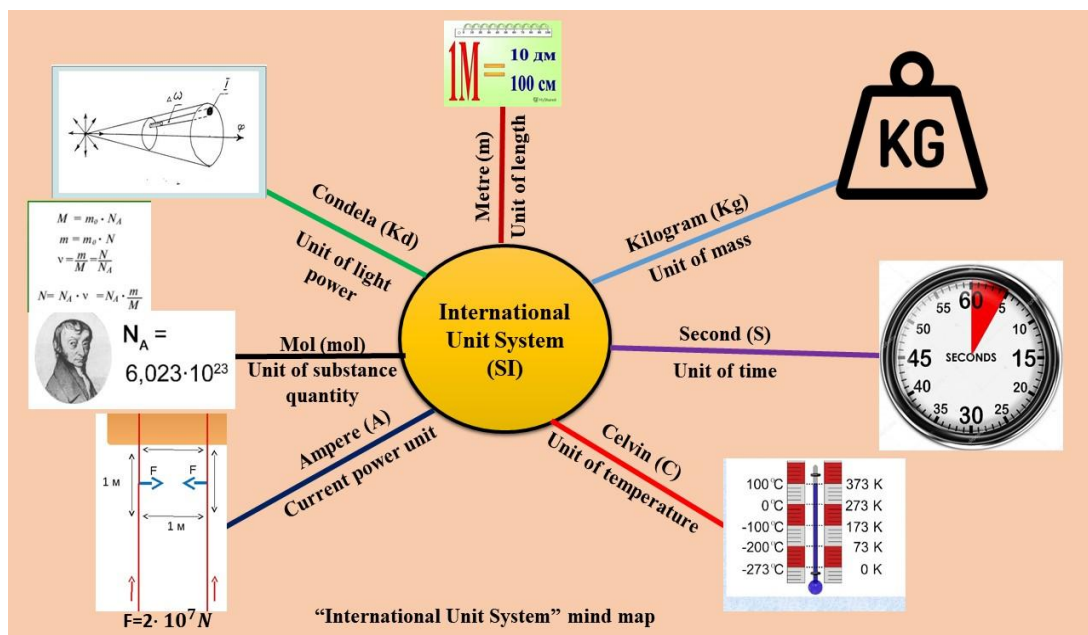 1М = 10 дм
100 см
MyShared
Δω
I
φ
Condela (Kd)
Unit of light
power
Metre (m)
Unit of length
KG
Kilogram (Kg)
Unit of mass
M = m₀ · N_A
m = m₀ · N
ν = m/M = N/N_A
N= N_A · ν =N_A · m/M
N_A =
6,023·10²³
Mol (mol)
Unit of substance
quantity
International
Unit System
(SI)
Second (S)
Unit of time
60
5
10
15
20
25
30
35
40
45
50
55
SECONDS
Ampere (A)
Current power unit
F F
1 м
1 м
F=2· 10⁷N
Celvin (C)
Unit of temperature
100°C 373 K
0°C 273 K
-100°C 173 K
-200°C 73 K
-273°C 0 K
“International Unit System” mind map